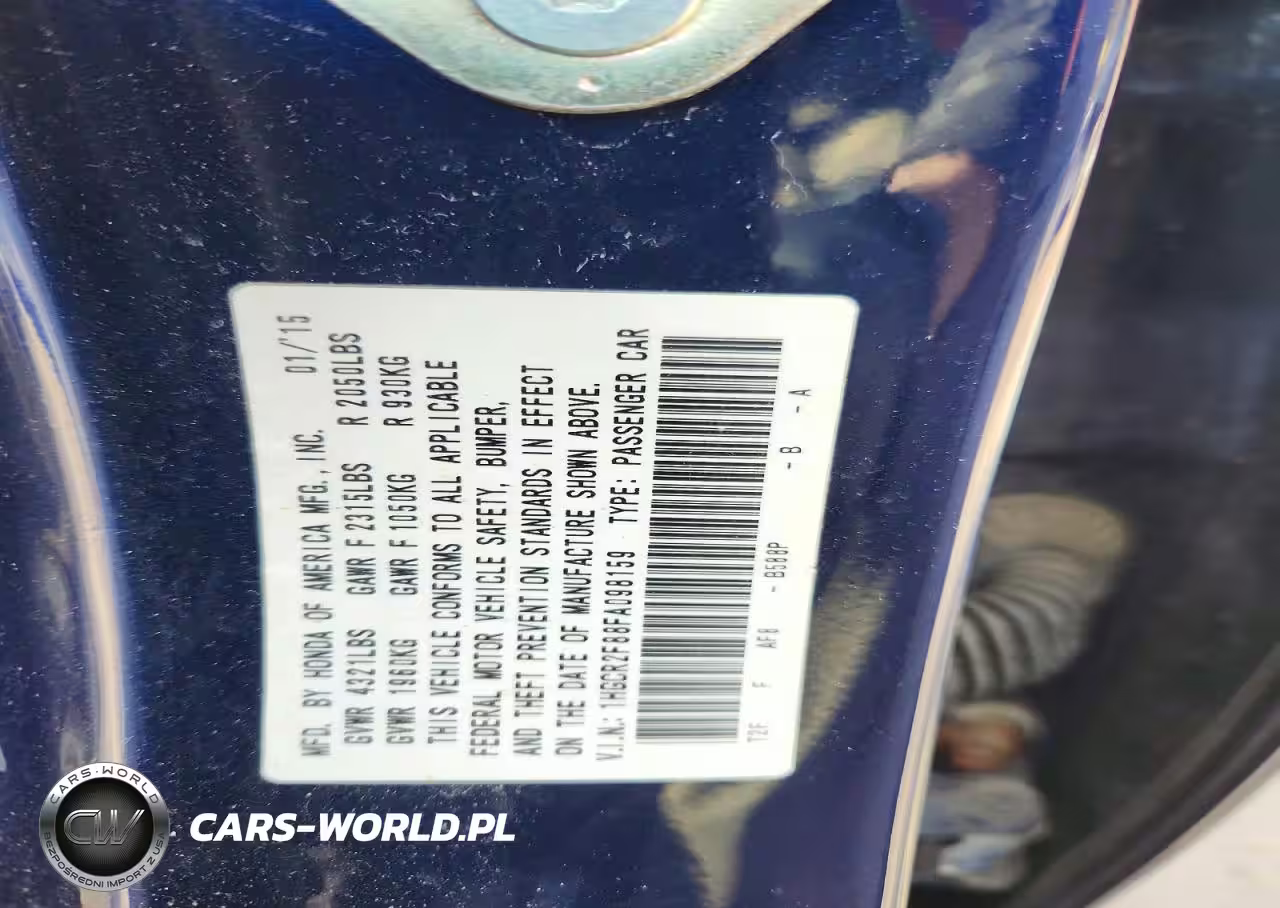 MFD. BY HONDA OF AMERICA MFG., INC. 01/'15
GVWR 4321LBS GAWR F 2315LBS R 2050LBS
GVWR 1960KG GAWR F 1050KG R 930KG
THIS VEHICLE CONFORMS TO ALL APPLICABLE
FEDERAL MOTOR VEHICLE SAFETY, BUMPER,
AND THEFT PREVENTION STANDARDS IN EFFECT
ON THE DATE OF MANUFACTURE SHOWN ABOVE.
V.I.N.: 1HGCR2F88FA098159 TYPE: PASSENGER CAR
T2F F AF8 - B588P - B - A
CARS-WORLD
CW
BEZPOŚREDNI IMPORT Z USA
CARS-WORLD.PL